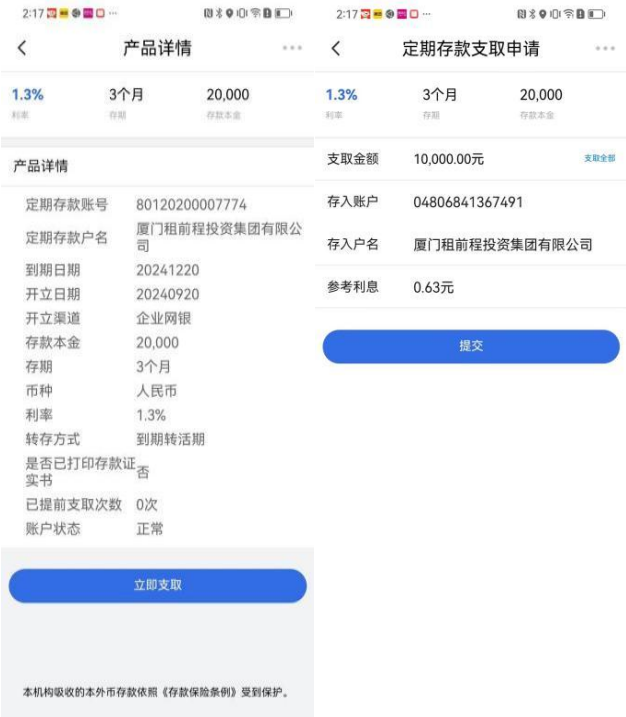 2:17
产品详情
1.3%
3个月
20,000
利率
存期
存款本金
产品详情
定期存款账号 80120200007774
定期存款户名 厦门租前程投资集团有限公
司
到期日期 20241220
开立日期 20240920
开立渠道 企业网银
存款本金 20,000
存期 3个月
币种 人民币
利率 1.3%
转存方式 到期转活期
是否已打印存款证
实书
否
已提前支取次数 0次
账户状态 正常
立即支取
本机构吸收的本外币存款依照《存款保险条例》受到保护。
2:17
定期存款支取申请
1.3%
3个月
20,000
利率
存期
存款本金
支取金额 10,000.00元 支取全部
存入账户 04806841367491
存入户名 厦门租前程投资集团有限公司
参考利息 0.63元
提交